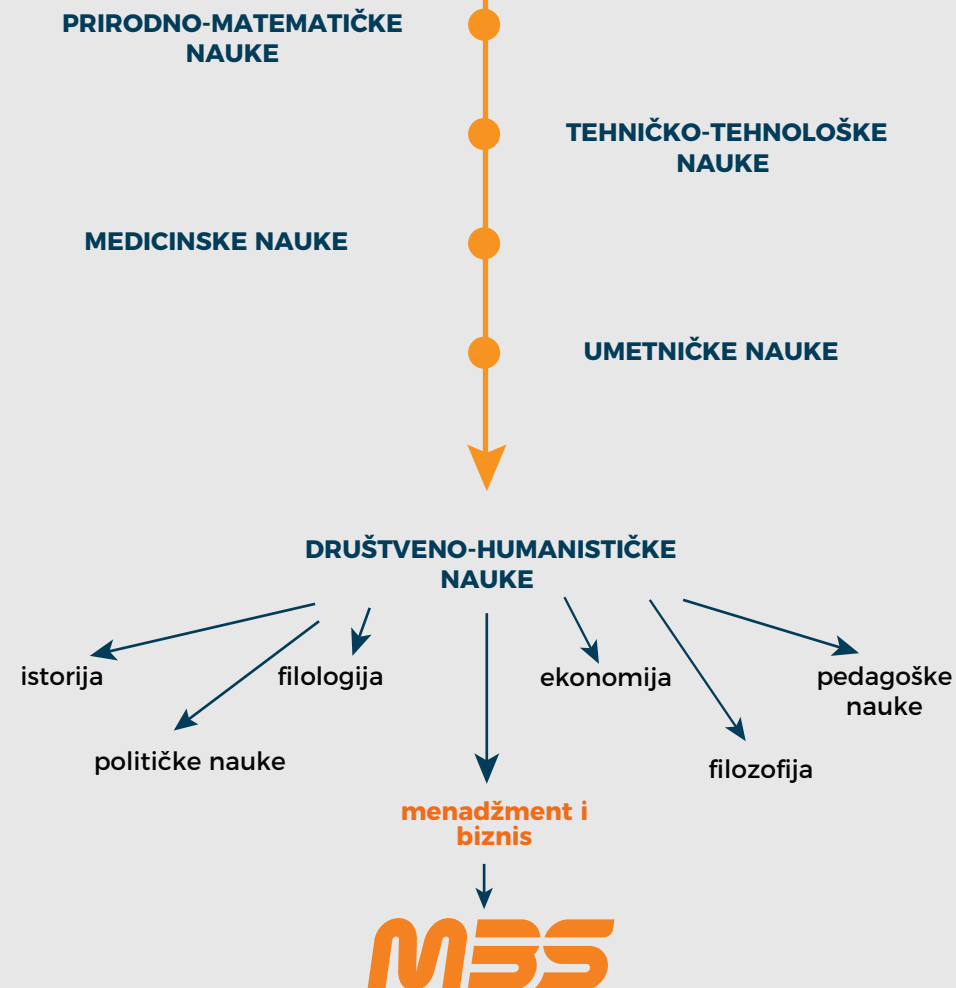 PRIRODNO-MATEMATIČKE
NAUKE
TEHNIČKO-TEHNOLOŠKE
NAUKE
MEDICINSKE NAUKE
UMETNIČKE NAUKE
DRUŠTVENO-HUMANISTIČKE
NAUKE
istorija
filologija
ekonomija
pedagoške
nauke
političke nauke
filozofija
menadžment i
biznis
MBS